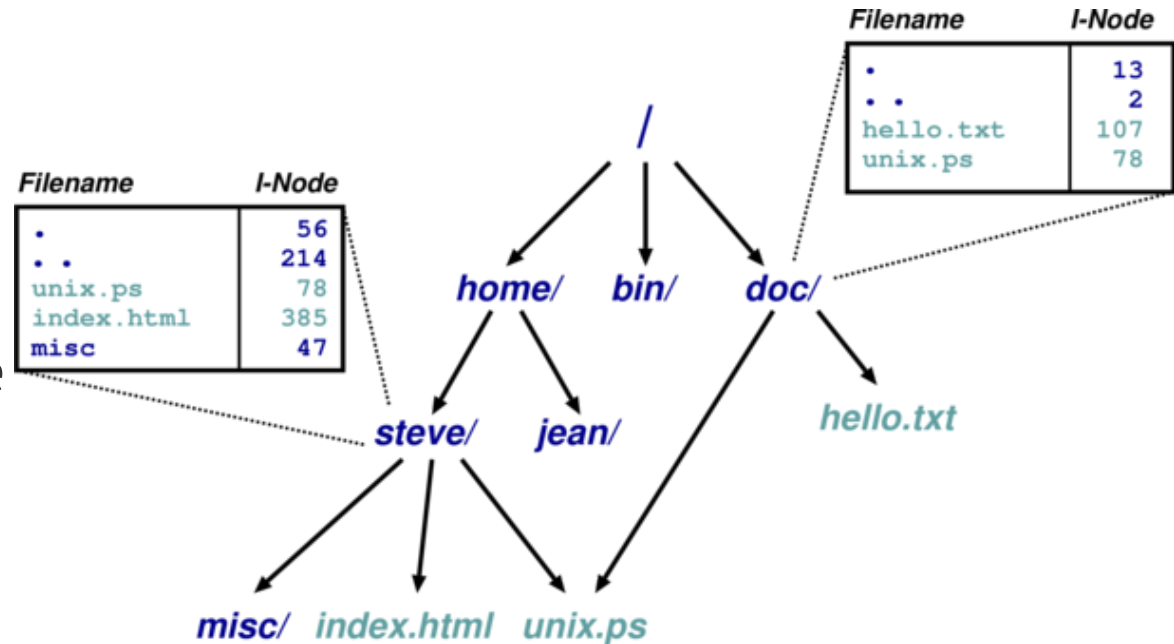 Filename I-Node
. 13
.. 2
hello.txt 107
unix.ps 78
/
Filename I-Node
. 56
.. 214
unix.ps 78
index.html 385
misc 47
e
home/ bin/ doc/
steve/ jean/
hello.txt
misc/ index.html unix.ps